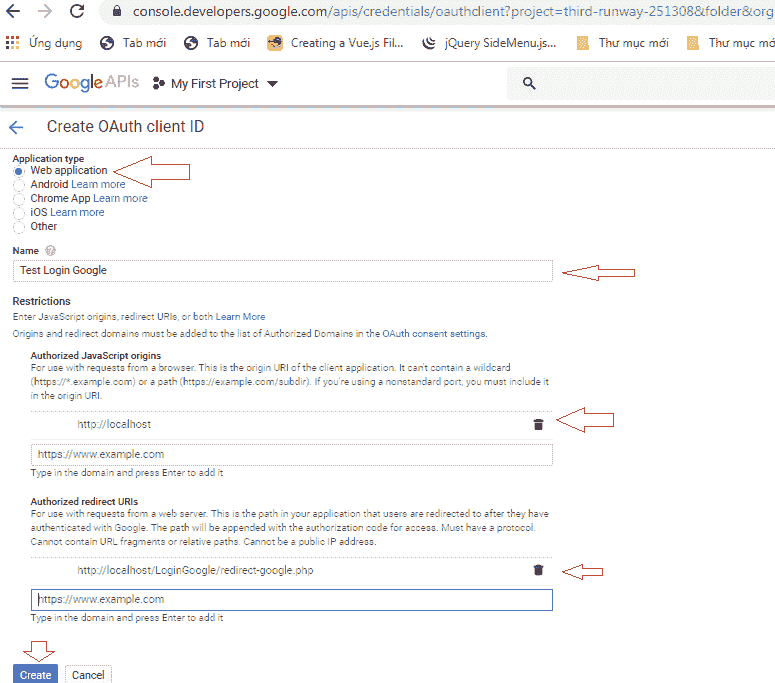 console.developers.google.com/apis/credentials/oauthclient?project=third-runway-251308&folder&org
Ứng dụng Tab mới Tab mới Creating a Vue.js Fil... jQuery SideMenu.js... Thư mục mới Thư mục mớ
Google APIs My First Project
Create OAuth client ID
Application type
Web application
Android Learn more
Chrome App Learn more
iOS Learn more
Other
Name ?
Test Login Google
Restrictions
Enter JavaScript origins, redirect URIs, or both Learn More
Origins and redirect domains must be added to the list of Authorized Domains in the OAuth consent settings.
Authorized JavaScript origins
For use with requests from a browser. This is the origin URI of the client application. It can't contain a wildcard
(https://*.example.com) or a path (https://example.com/subdir). If you're using a nonstandard port, you must include it
in the origin URI.
http://localhost
https://www.example.com
Type in the domain and press Enter to add it
Authorized redirect URIs
For use with requests from a web server. This is the path in your application that users are redirected to after they have
authenticated with Google. The path will be appended with the authorization code for access. Must have a protocol.
Cannot contain URL fragments or relative paths. Cannot be a public IP address.
http://localhost/LoginGoogle/redirect-google.php
https://www.example.com
Type in the domain and press Enter to add it
Create Cancel